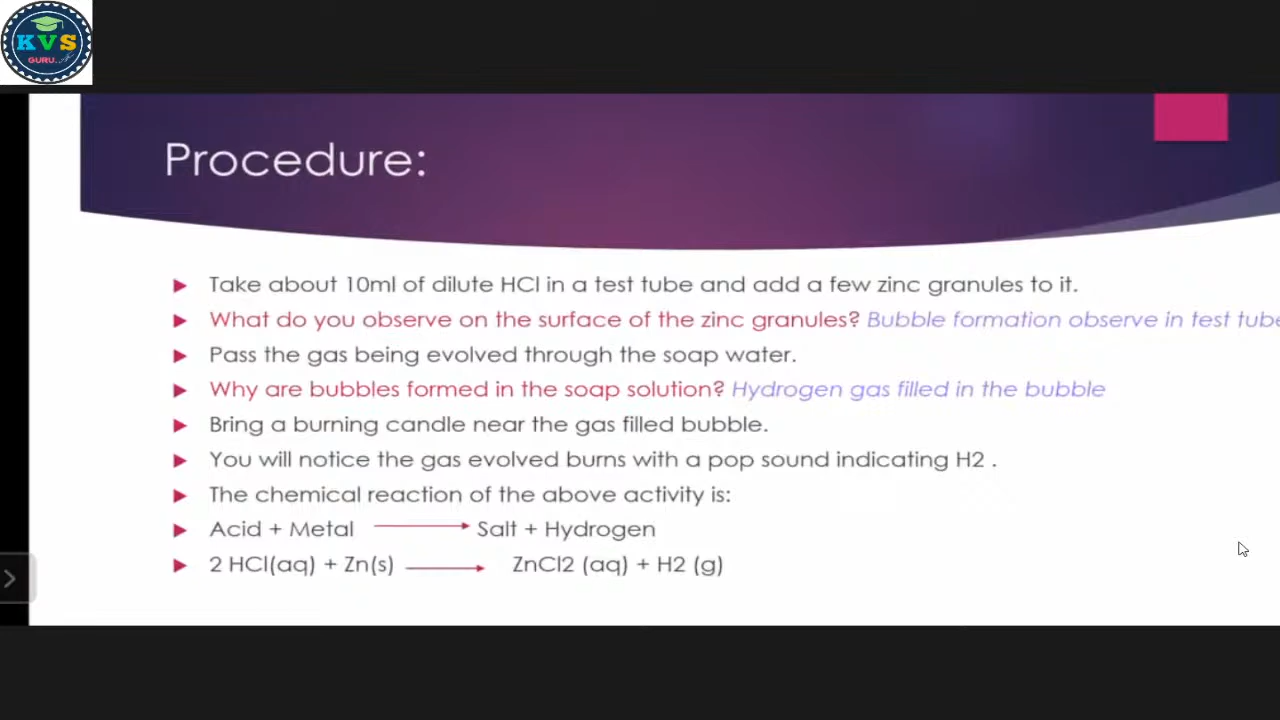 KVS
GURU
Procedure:
Take about 10ml of dilute HCl in a test tube and add a few zinc granules to it.
What do you observe on the surface of the zinc granules? Bubble formation observe in test tube
Pass the gas being evolved through the soap water.
Why are bubbles formed in the soap solution? Hydrogen gas filled in the bubble
Bring a burning candle near the gas filled bubble.
You will notice the gas evolved burns with a pop sound indicating H2 .
The chemical reaction of the above activity is:
Acid + Metal Salt + Hydrogen
2 HCl(aq) + Zn(s) ZnCl2 (aq) + H2 (g)